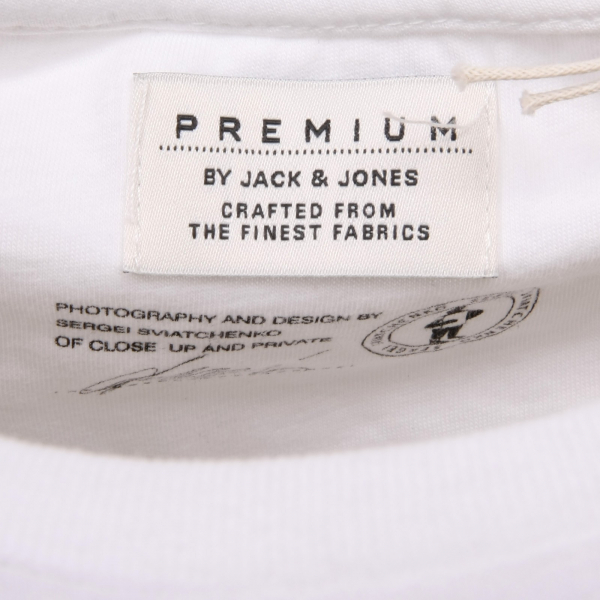 PREMIUM
BY JACK & JONES
CRAFTED FROM
THE FINEST FABRICS
PHOTOGRAPHY AND DESIGN BY
SERGEI SVIATCHENKO
OF CLOSE UP AND PRIVATE